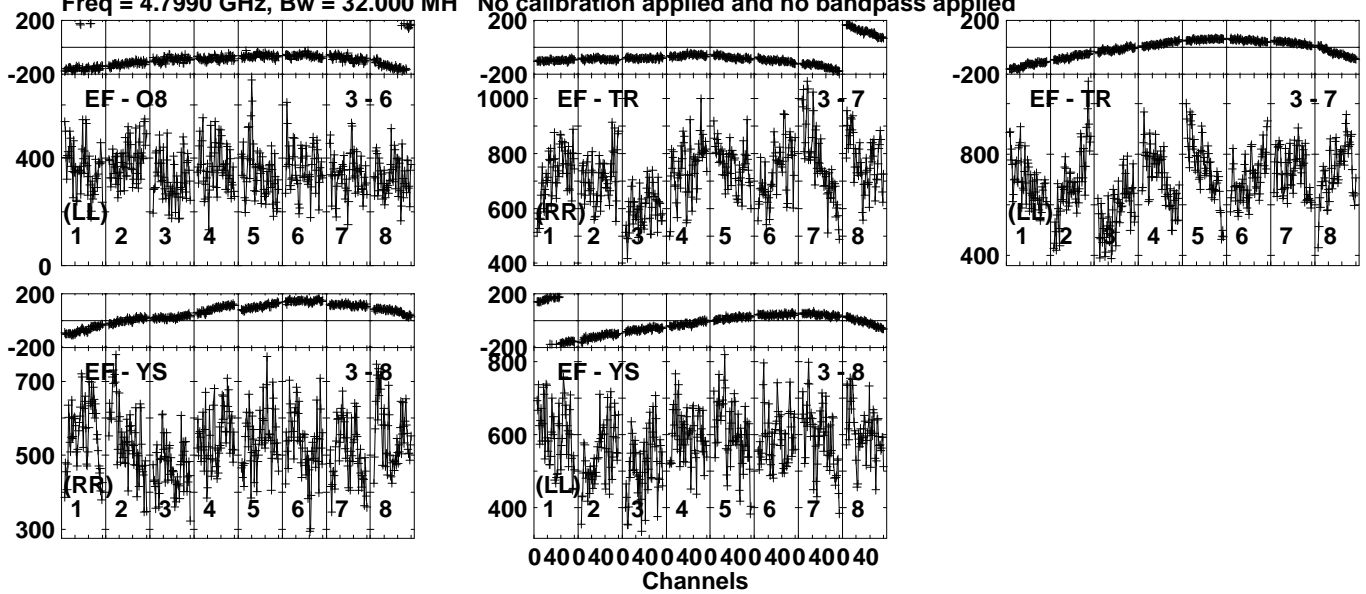 Freq = 4.7990 GHz, Bw = 32.000 MH No calibration applied and no bandpass applied
200
-200
EF - O8 3 - 6
400
0
(LL)
1 2 3 4 5 6 7 8
200
-200
1000
EF - TR 3 - 7
800
600
400
(RR)
1 2 3 4 5 6 7 8
200
-200
EF - TR 3 - 7
800
400
(LL)
1 2 3 4 5 6 7 8
200
-200
EF - YS 3 - 8
700
500
300
(RR)
1 2 3 4 5 6 7 8
200
-200
800
EF - YS 3 - 8
600
400
(LL)
1 2 3 4 5 6 7 8
0 40 0 40 0 40 0 40 0 40 0 40 0 40 0 40
Channels